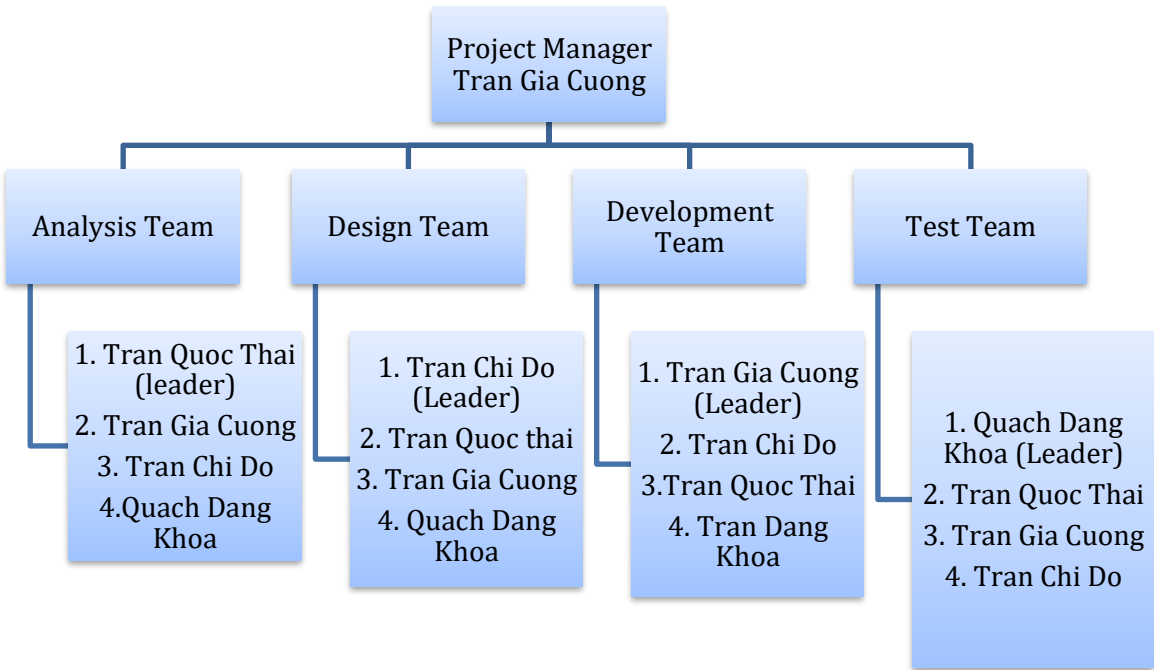 Project Manager
Tran Gia Cuong
Analysis Team
Design Team
Development
Team
Test Team
1. Tran Quoc Thai
(leader)
2. Tran Gia Cuong
3. Tran Chi Do
4.Quach Dang
Khoa
1. Tran Chi Do
(Leader)
2. Tran Quoc thai
3. Tran Gia Cuong
4. Quach Dang
Khoa
1. Tran Gia Cuong
(Leader)
2. Tran Chi Do
3.Tran Quoc Thai
4. Tran Dang
Khoa
1. Quach Dang
Khoa (Leader)
2. Tran Quoc Thai
3. Tran Gia Cuong
4. Tran Chi Do